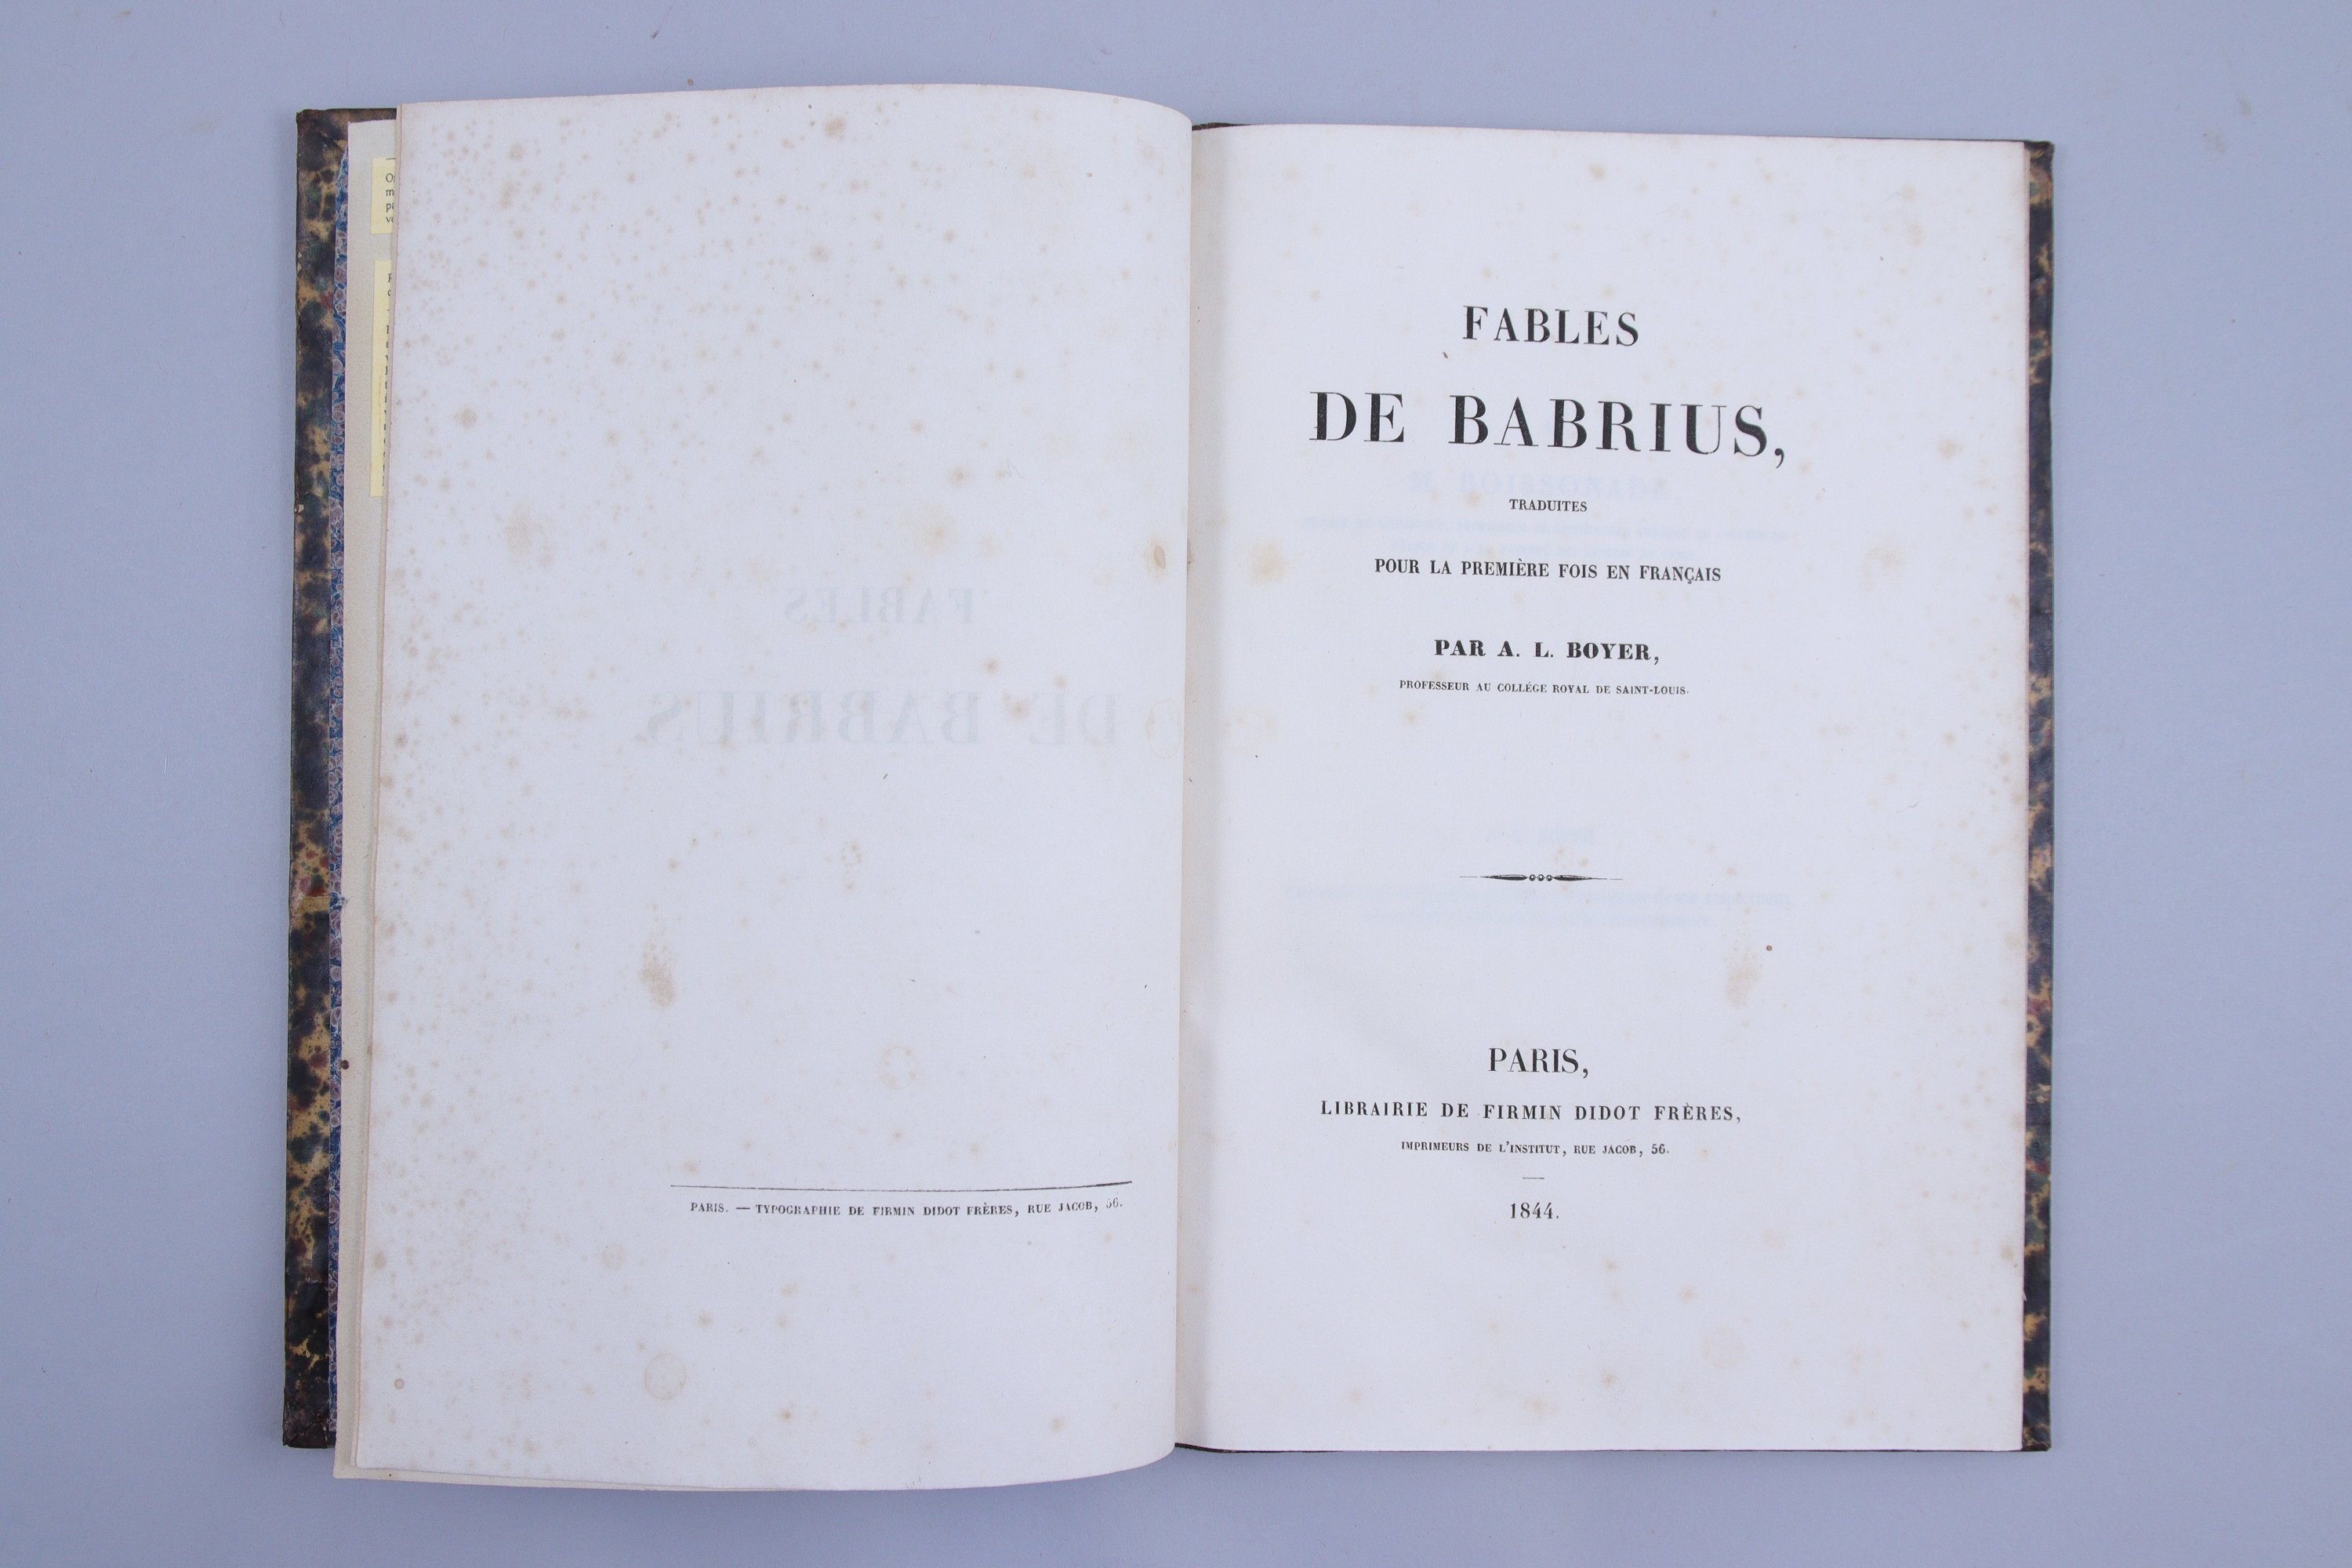 PARIS. — TYPOGRAPHIE DE FIRMIN DIDOT FRÈRES, RUE JACOB, 56.
FABLES
DE BABRIUS,
TRADUITES
POUR LA PREMIÈRE FOIS EN FRANÇAIS
PAR A. L. BOYER,
PROFESSEUR AU COLLÉGE ROYAL DE SAINT-LOUIS.
PARIS,
LIBRAIRIE DE FIRMIN DIDOT FRÈRES,
IMPRIMEURS DE L'INSTITUT, RUE JACOB, 56.
1844.